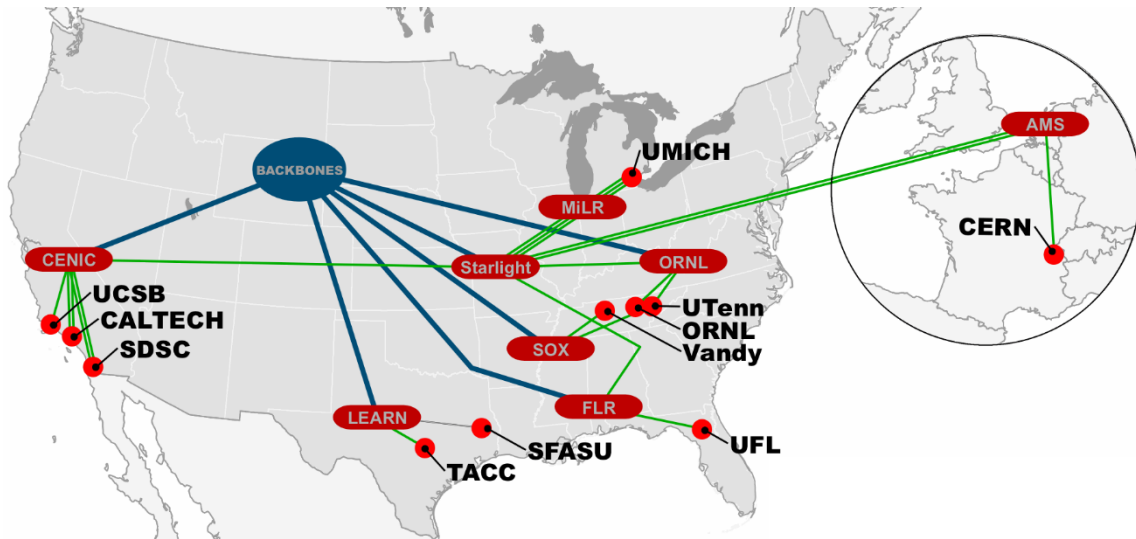 AMS
UMICH
BACKBONES
MiLR
CERN
CENIC
Starlight
ORNL
UCSB
CALTECH
SDSC
UTenn
ORNL
Vandy
SOX
FLR
LEARN
UFL
SFASU
TACC